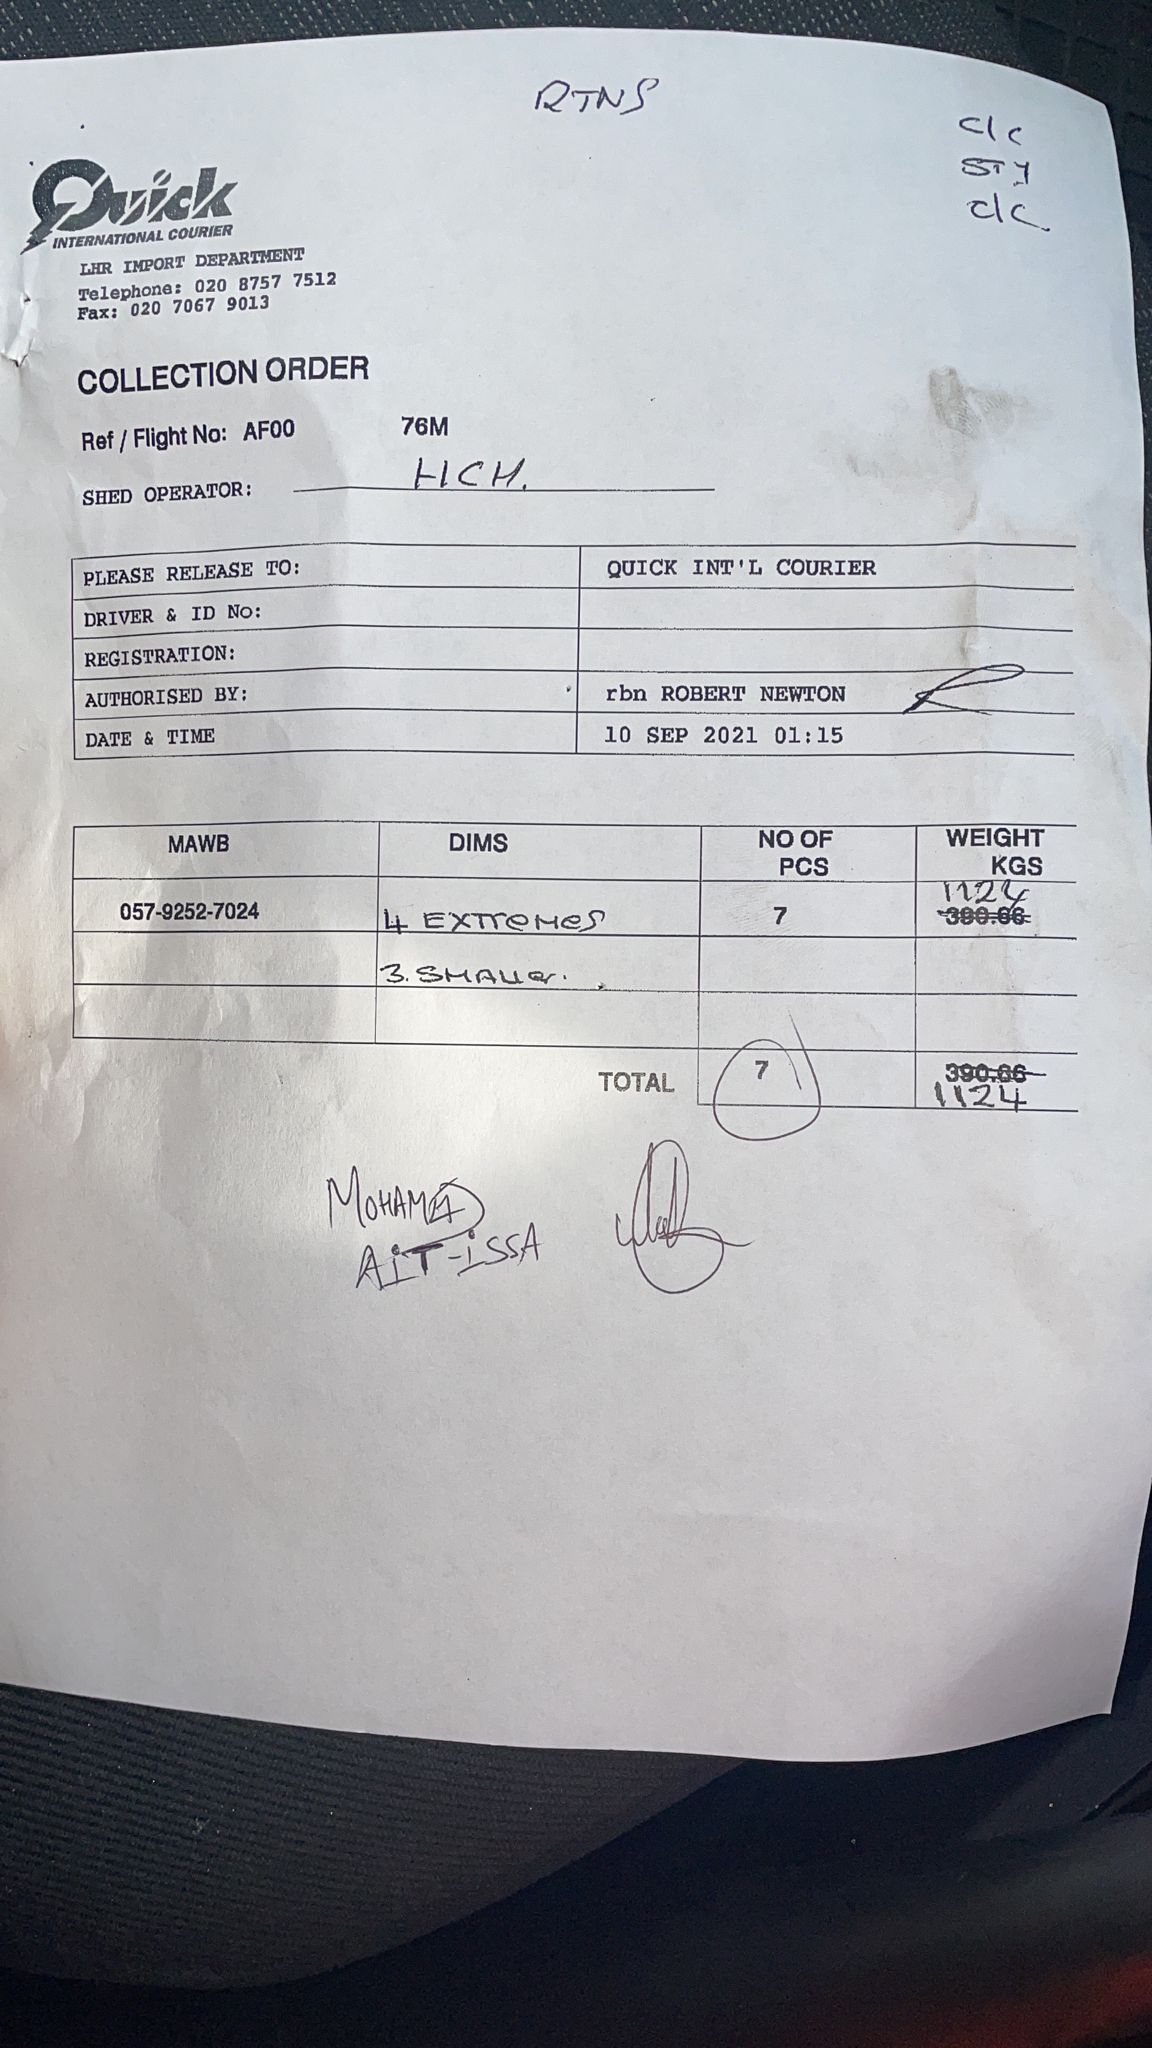 RTNS
C/C
STY
C/C
Quick
INTERNATIONAL COURIER
LHR IMPORT DEPARTMENT
Telephone: 020 8757 7512
Fax: 020 7067 9013
COLLECTION ORDER
Ref / Flight No: AF00 76M
SHED OPERATOR: HCH.
PLEASE RELEASE TO: QUICK INT'L COURIER
DRIVER & ID No:
REGISTRATION:
AUTHORISED BY: rbn ROBERT NEWTON
DATE & TIME 10 SEP 2021 01:15
MAWB DIMS NO OF PCS WEIGHT KGS
1124
057-9252-7024 4 EXTREMES 7 390.66
3. SMALLER.
TOTAL 7 390.66
1124
MOHAMED
AIT-ISSA